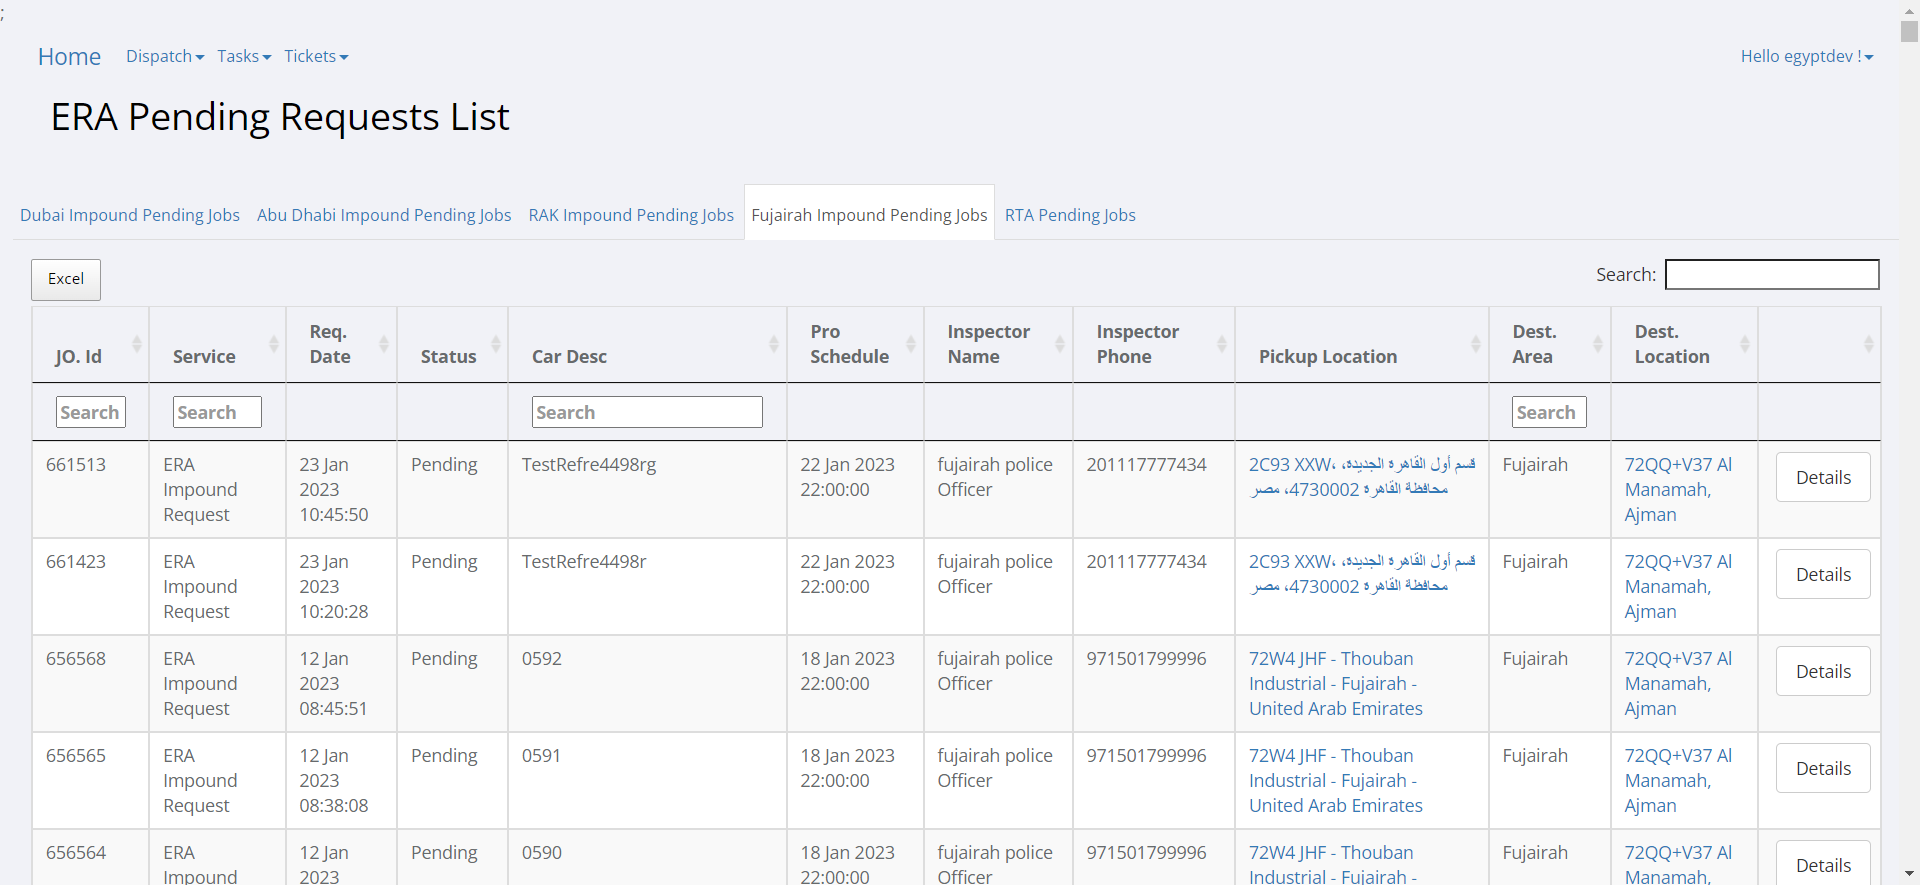 ;
Home Dispatch Tasks Tickets Hello egyptdev !
ERA Pending Requests List
Dubai Impound Pending Jobs Abu Dhabi Impound Pending Jobs RAK Impound Pending Jobs Fujairah Impound Pending Jobs RTA Pending Jobs
Excel Search:
JO. Id Service Req. Date Status Car Desc Pro Schedule Inspector Name Inspector Phone Pickup Location Dest. Area Dest. Location
Search Search Search Search
661513 ERA Impound Request 23 Jan 2023 10:45:50 Pending TestRefre4498rg 22 Jan 2023 22:00:00 fujairah police Officer 201117777434 2C93 XXW، قسم أول القاهرة الجديدة، محافظة القاهرة 4730002، مصر Fujairah 72QQ+V37 Al Manamah, Ajman Details
661423 ERA Impound Request 23 Jan 2023 10:20:28 Pending TestRefre4498r 22 Jan 2023 22:00:00 fujairah police Officer 201117777434 2C93 XXW، قسم أول القاهرة الجديدة، محافظة القاهرة 4730002، مصر Fujairah 72QQ+V37 Al Manamah, Ajman Details
656568 ERA Impound Request 12 Jan 2023 08:45:51 Pending 0592 18 Jan 2023 22:00:00 fujairah police Officer 971501799996 72W4 JHF - Thouban Industrial - Fujairah - United Arab Emirates Fujairah 72QQ+V37 Al Manamah, Ajman Details
656565 ERA Impound Request 12 Jan 2023 08:38:08 Pending 0591 18 Jan 2023 22:00:00 fujairah police Officer 971501799996 72W4 JHF - Thouban Industrial - Fujairah - United Arab Emirates Fujairah 72QQ+V37 Al Manamah, Ajman Details
656564 ERA Impound 12 Jan 2023 Pending 0590 18 Jan 2023 22:00:00 fujairah police Officer 971501799996 72W4 JHF - Thouban Industrial - Fujairah - Fujairah 72QQ+V37 Al Manamah, Details